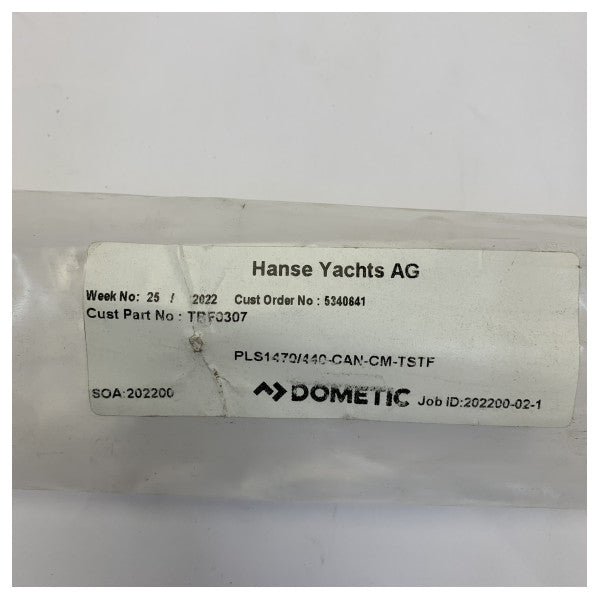 Hanse Yachts AG
Week No: 25 / 2022 Cust Order No : 5340841
Cust Part No : TRF0307
PLS1470/440-CAN-CM-TSTF
SOA:202200 DOMETIC Job ID:202200-02-1